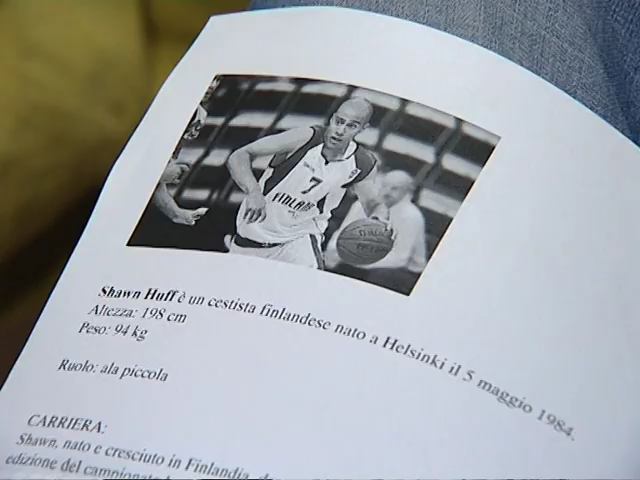 7
FINLAND
Shawn Huff è un cestista finlandese nato a Helsinki il 5 maggio 1984.
Altezza: 198 cm
Peso: 94 kg
Ruolo: ala piccola
CARRIERA:
Shawn, nato e cresciuto in Finlandia,
edizione del campionato